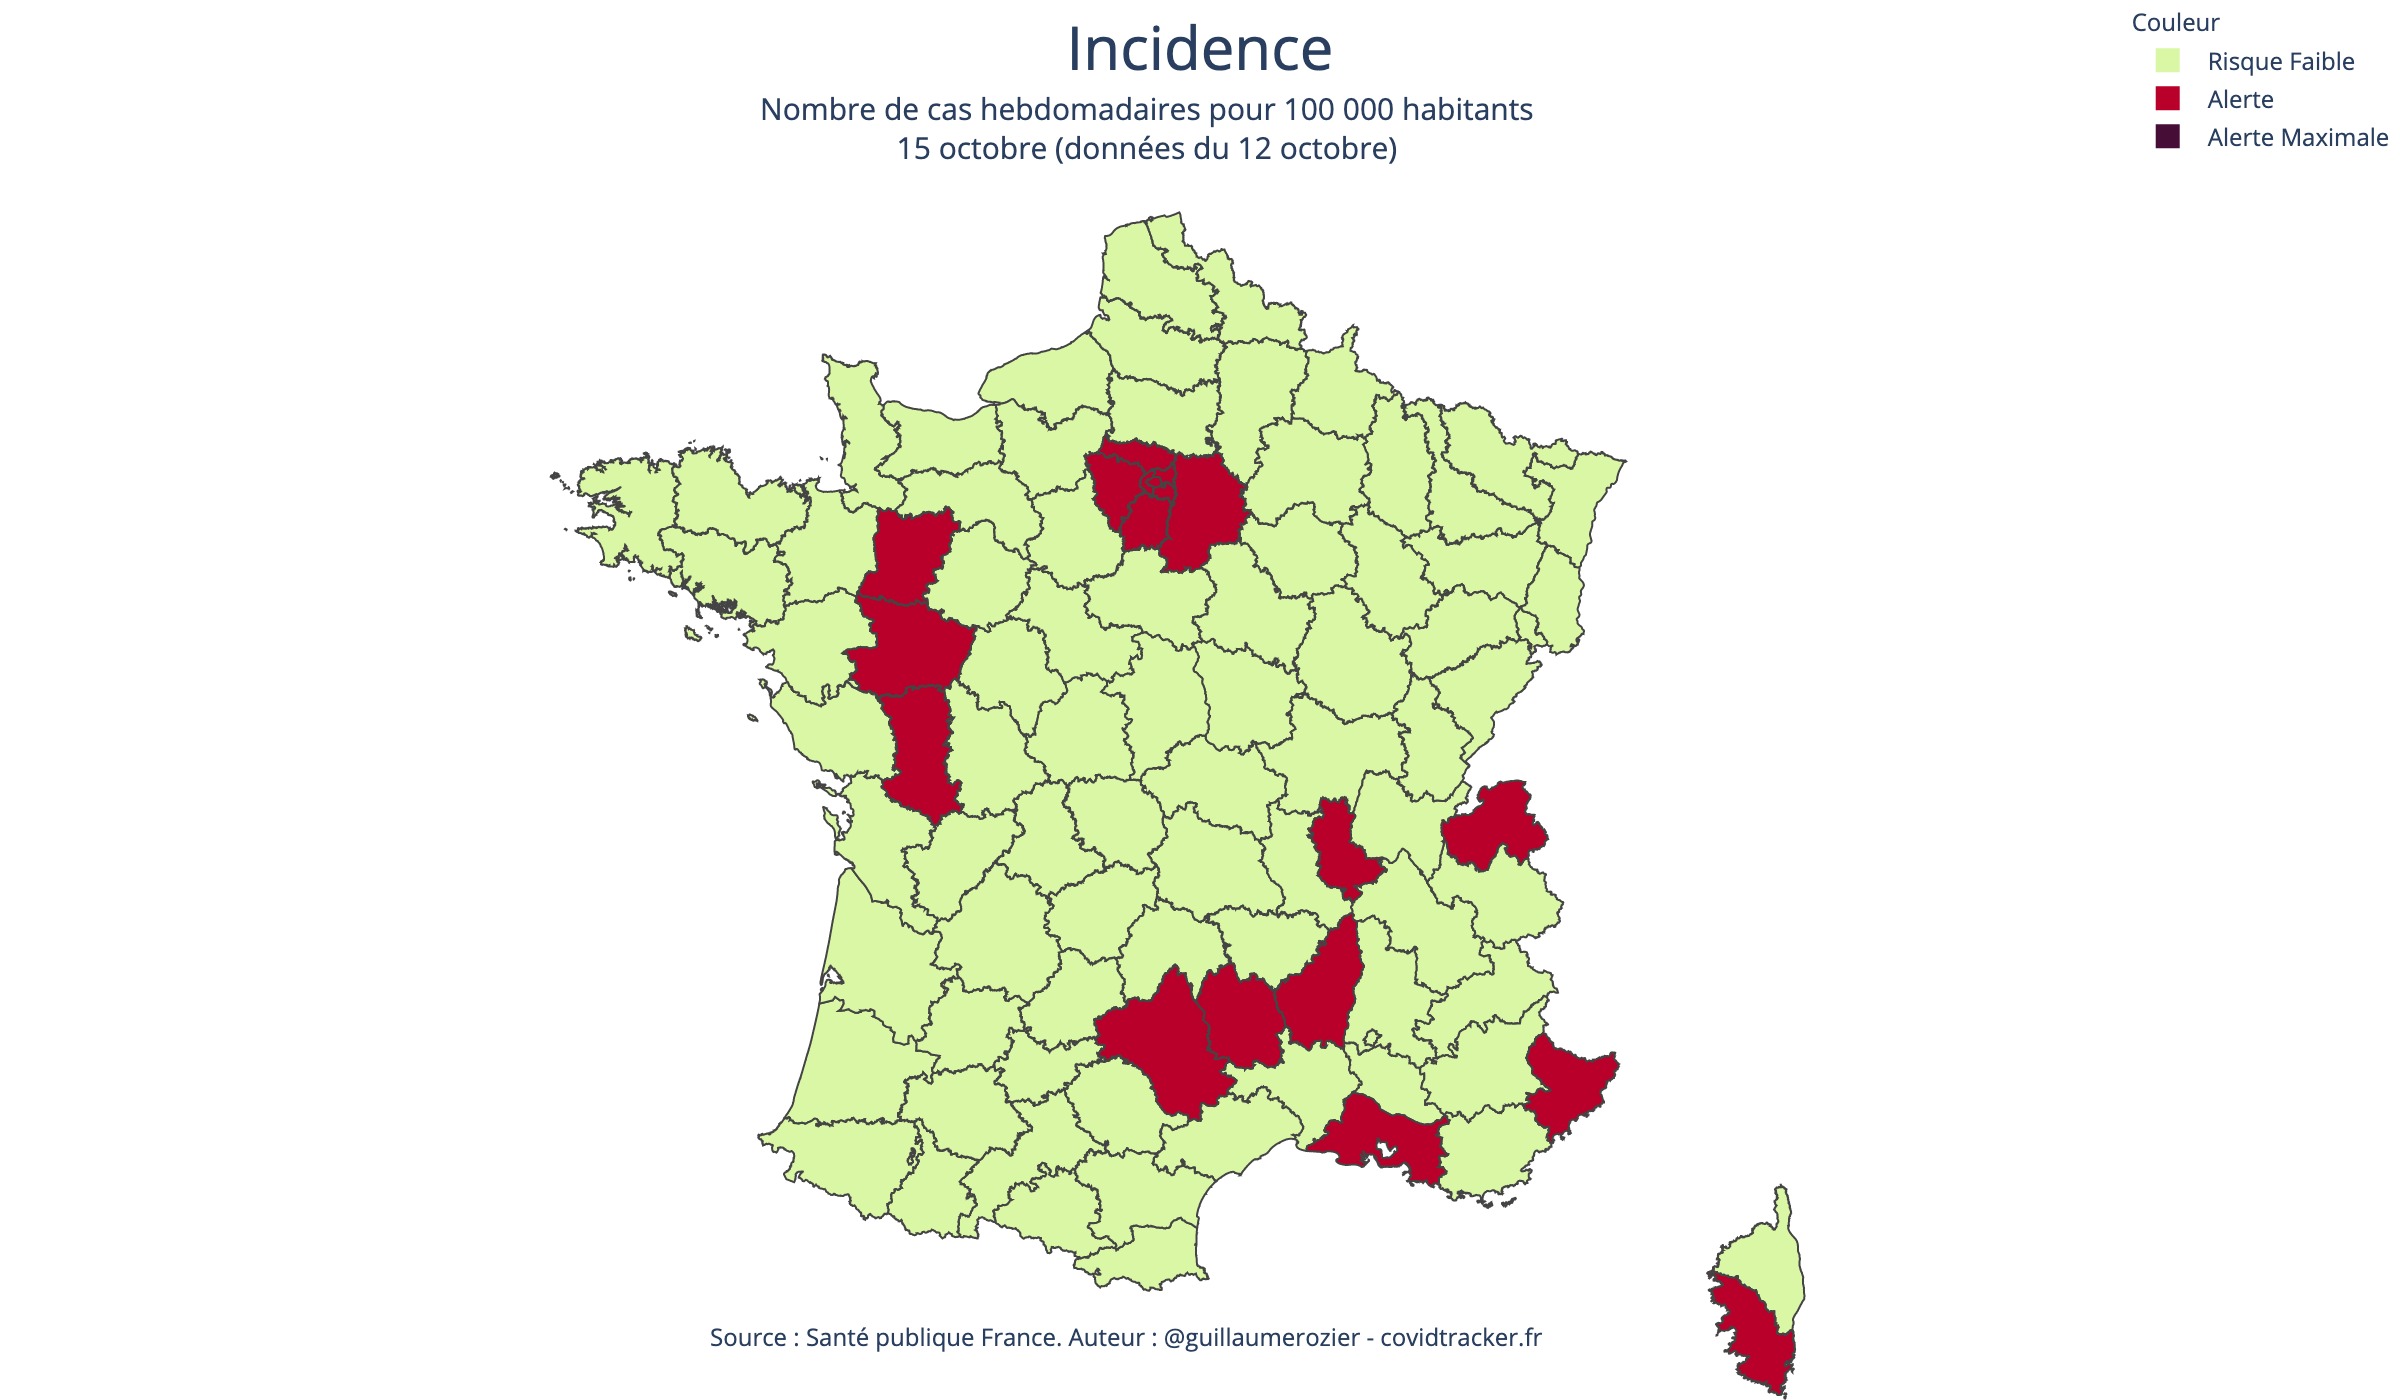 Incidence
Nombre de cas hebdomadaires pour 100 000 habitants
15 octobre (données du 12 octobre)
Couleur
Risque Faible
Alerte
Alerte Maximale
Source : Santé publique France. Auteur : @guillaumerozier - covidtracker.fr